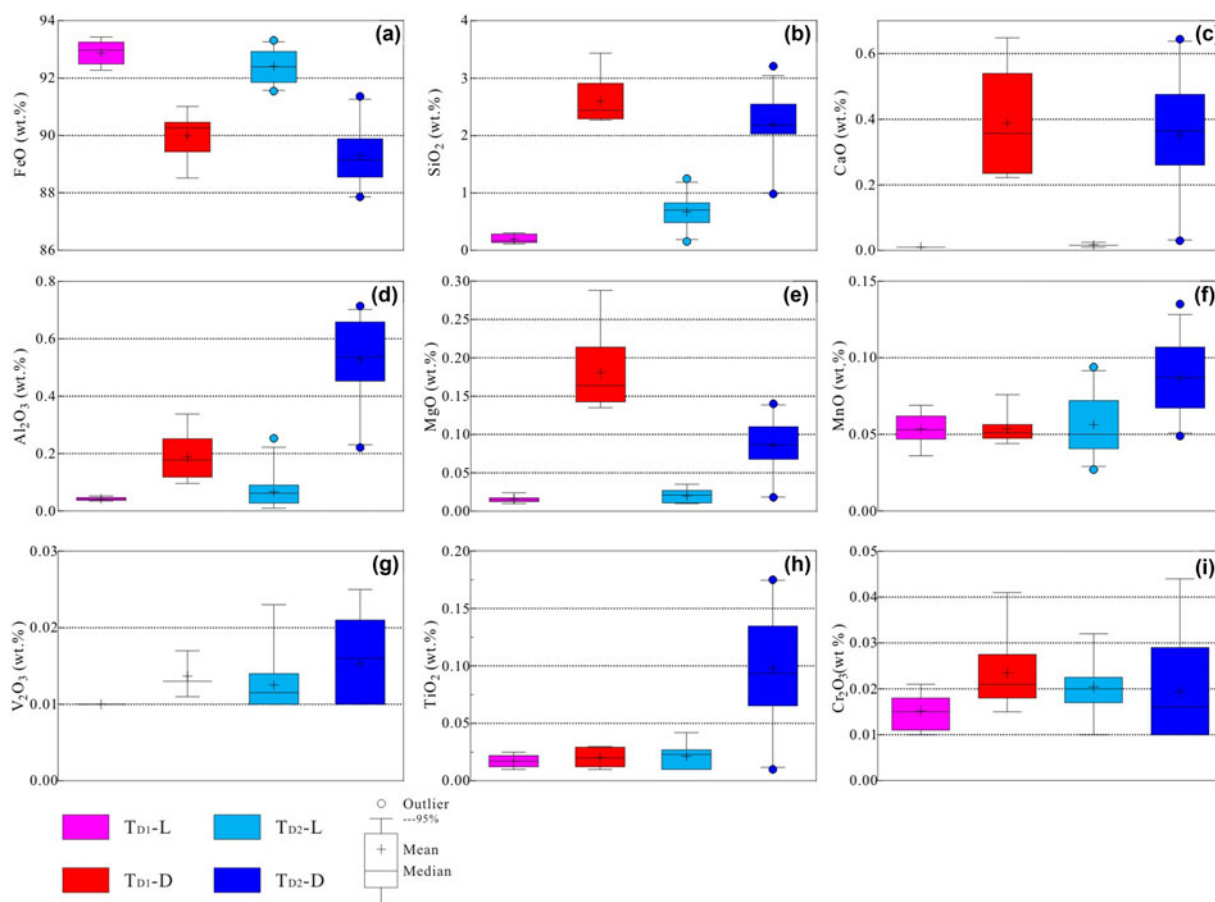 (a)
FeO (wt.%)
94
92
90
88
86
(b)
SiO₂ (wt.%)
4
3
2
1
0
(c)
CaO (wt.%)
0.6
0.4
0.2
0.0
(d)
Al₂O₃ (wt.%)
0.8
0.6
0.4
0.2
0.0
(e)
MgO (wt.%)
0.30
0.25
0.20
0.15
0.10
0.05
0.00
(f)
MnO (wt.%)
0.15
0.10
0.05
0.00
(g)
V₂O₃ (wt.%)
0.03
0.02
0.01
0.00
(h)
TiO₂ (wt.%)
0.20
0.15
0.10
0.05
0.00
(i)
Cr₂O₃(wt %)
0.05
0.04
0.03
0.02
0.01
0.00
TD1-L
TD2-L
TD1-D
TD2-D
Outlier
---95%
Mean
Median